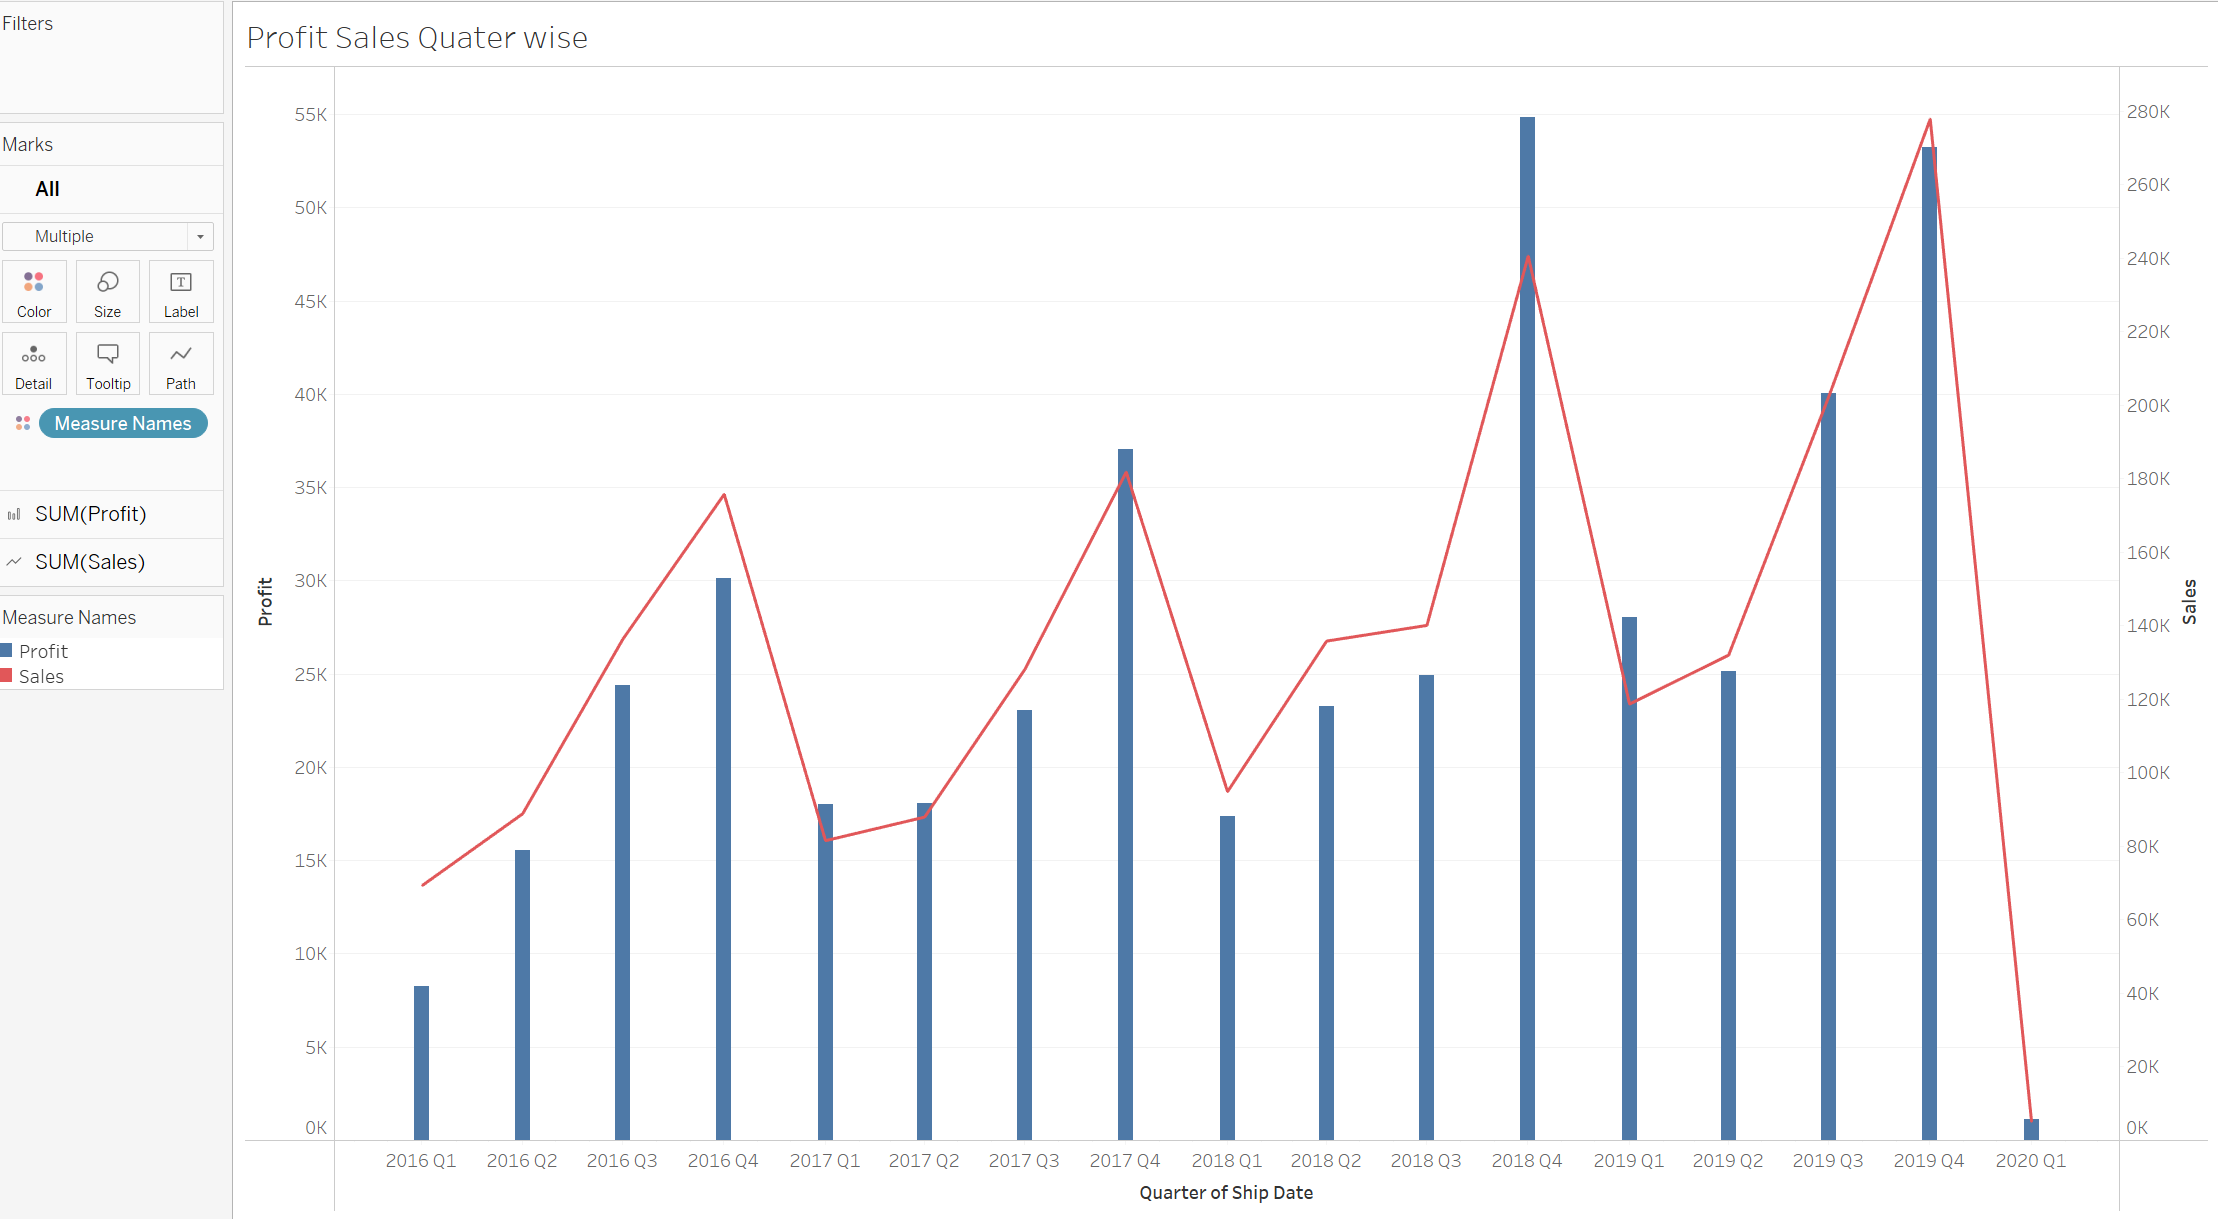 Filters
Marks
All
Multiple
Color Size Label
T
Detail Tooltip Path
Measure Names
SUM(Profit)
SUM(Sales)
Measure Names
Profit
Sales
Profit Sales Quater wise
Profit
55K
50K
45K
40K
35K
30K
25K
20K
15K
10K
5K
0K
280K
260K
240K
220K
200K
180K
160K
140K
120K
100K
80K
60K
40K
20K
0K
Sales
2016 Q1 2016 Q2 2016 Q3 2016 Q4 2017 Q1 2017 Q2 2017 Q3 2017 Q4 2018 Q1 2018 Q2 2018 Q3 2018 Q4 2019 Q1 2019 Q2 2019 Q3 2019 Q4 2020 Q1
Quarter of Ship Date